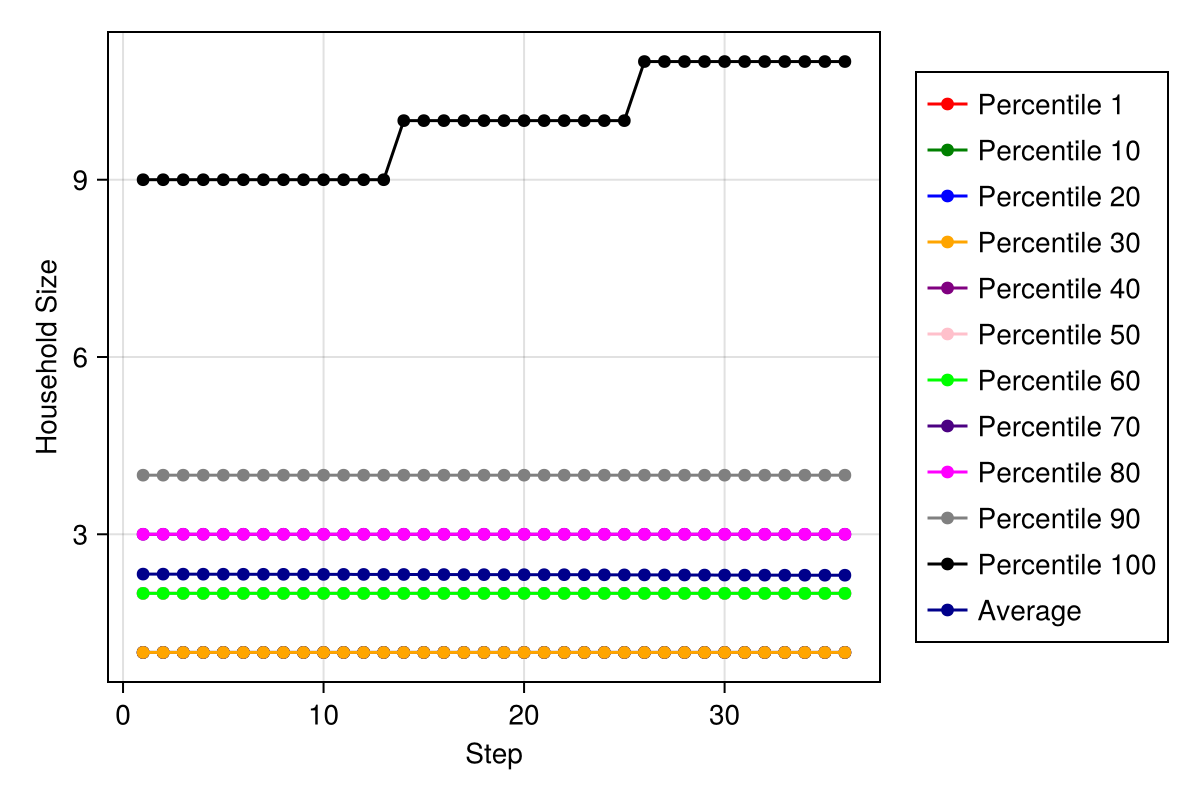 Household Size
9
6
3
0 10 20 30
Step
Percentile 1
Percentile 10
Percentile 20
Percentile 30
Percentile 40
Percentile 50
Percentile 60
Percentile 70
Percentile 80
Percentile 90
Percentile 100
Average